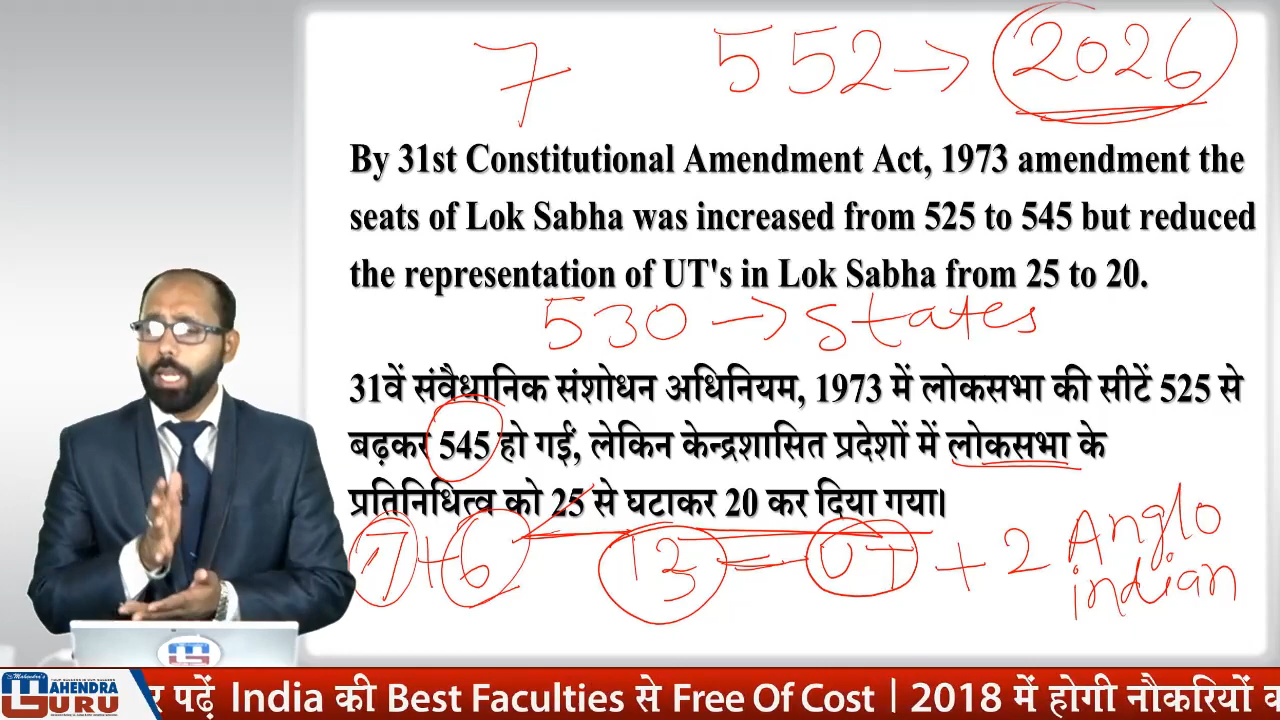 7 552 → 2026
By 31st Constitutional Amendment Act, 1973 amendment the
seats of Lok Sabha was increased from 525 to 545 but reduced
the representation of UT's in Lok Sabha from 25 to 20.
530 → States
31वें संवैधानिक संशोधन अधिनियम, 1973 में लोकसभा की सीटें 525 से
बढ़कर 545 हो गईं, लेकिन केन्द्रशासित प्रदेशों में लोकसभा के
प्रतिनिधित्व को 25 से घटाकर 20 कर दिया गया।
7+6 13 = UT + 2 Anglo
indian
Mahendra's
MAHENDRA
GURU
र पढ़ें India की Best Faculties से Free Of Cost | 2018 में होगी नौकरियों